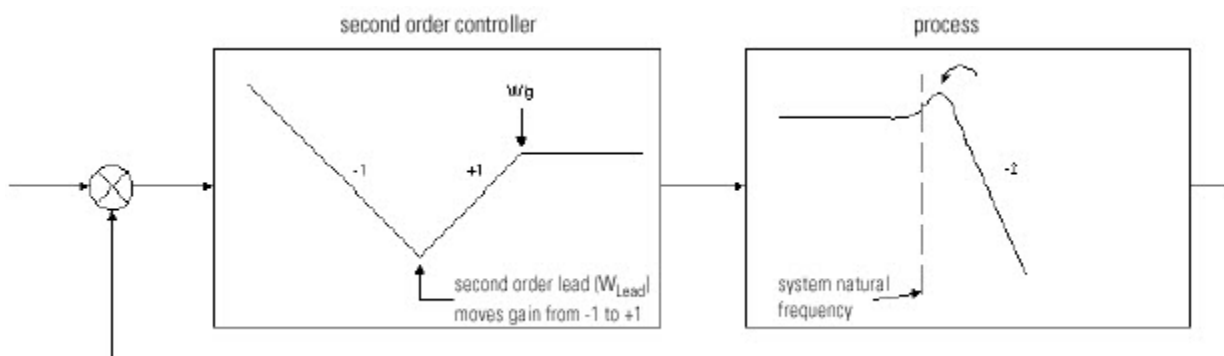 second order controller
process
Wg
-1
+1
-2
second order lead (WLead)
moves gain from -1 to +1
system natural
frequency